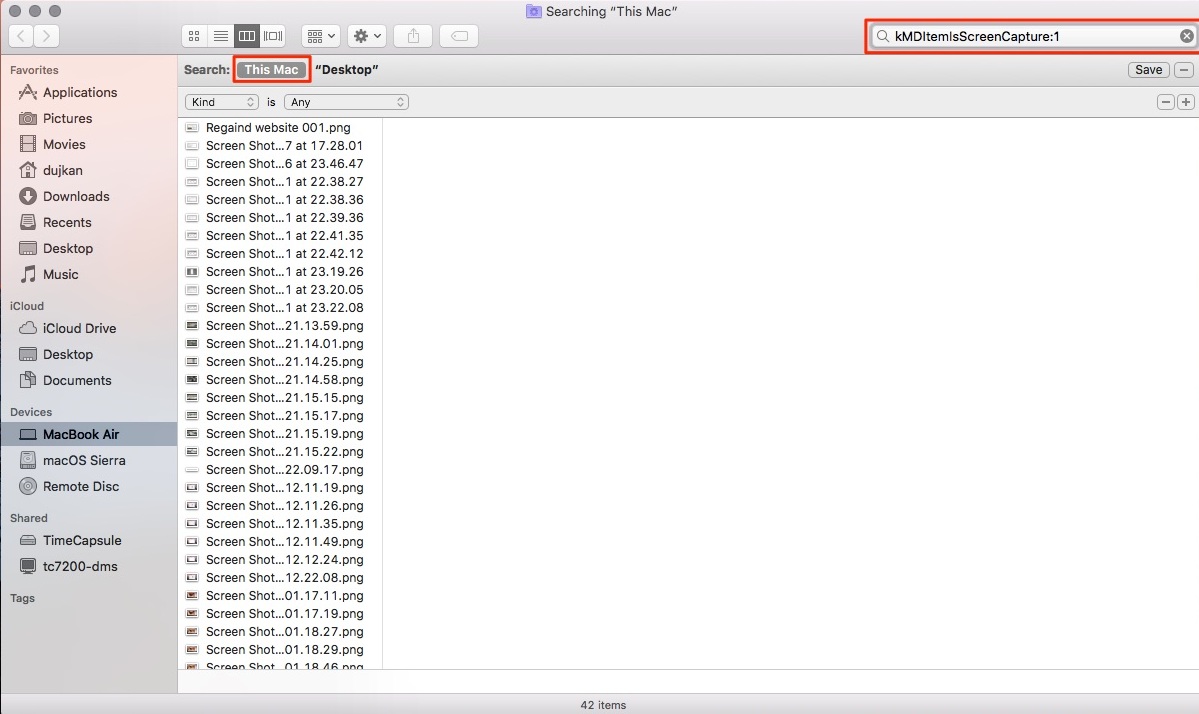 Searching “This Mac”
kMDItemIsScreenCapture:1
Favorites
Applications
Pictures
Movies
dujkan
Downloads
Recents
Desktop
Music
iCloud
iCloud Drive
Desktop
Documents
Devices
MacBook Air
macOS Sierra
Remote Disc
Shared
TimeCapsule
tc7200-dms
Tags
Search: This Mac “Desktop” Save
Kind is Any
Regaind website 001.png
Screen Shot...7 at 17.28.01
Screen Shot...6 at 23.46.47
Screen Shot...1 at 22.38.27
Screen Shot...1 at 22.38.36
Screen Shot...1 at 22.39.36
Screen Shot...1 at 22.41.35
Screen Shot...1 at 22.42.12
Screen Shot...1 at 23.19.26
Screen Shot...1 at 23.20.05
Screen Shot...1 at 23.22.08
Screen Shot...21.13.59.png
Screen Shot...21.14.01.png
Screen Shot...21.14.25.png
Screen Shot...21.14.58.png
Screen Shot...21.15.15.png
Screen Shot...21.15.17.png
Screen Shot...21.15.19.png
Screen Shot...21.15.22.png
Screen Shot...22.09.17.png
Screen Shot...12.11.19.png
Screen Shot...12.11.26.png
Screen Shot...12.11.35.png
Screen Shot...12.11.49.png
Screen Shot...12.12.24.png
Screen Shot...12.22.08.png
Screen Shot...01.17.11.png
Screen Shot...01.17.19.png
Screen Shot...01.18.27.png
Screen Shot...01.18.29.png
Screen Shot...01.18.46.png
42 items